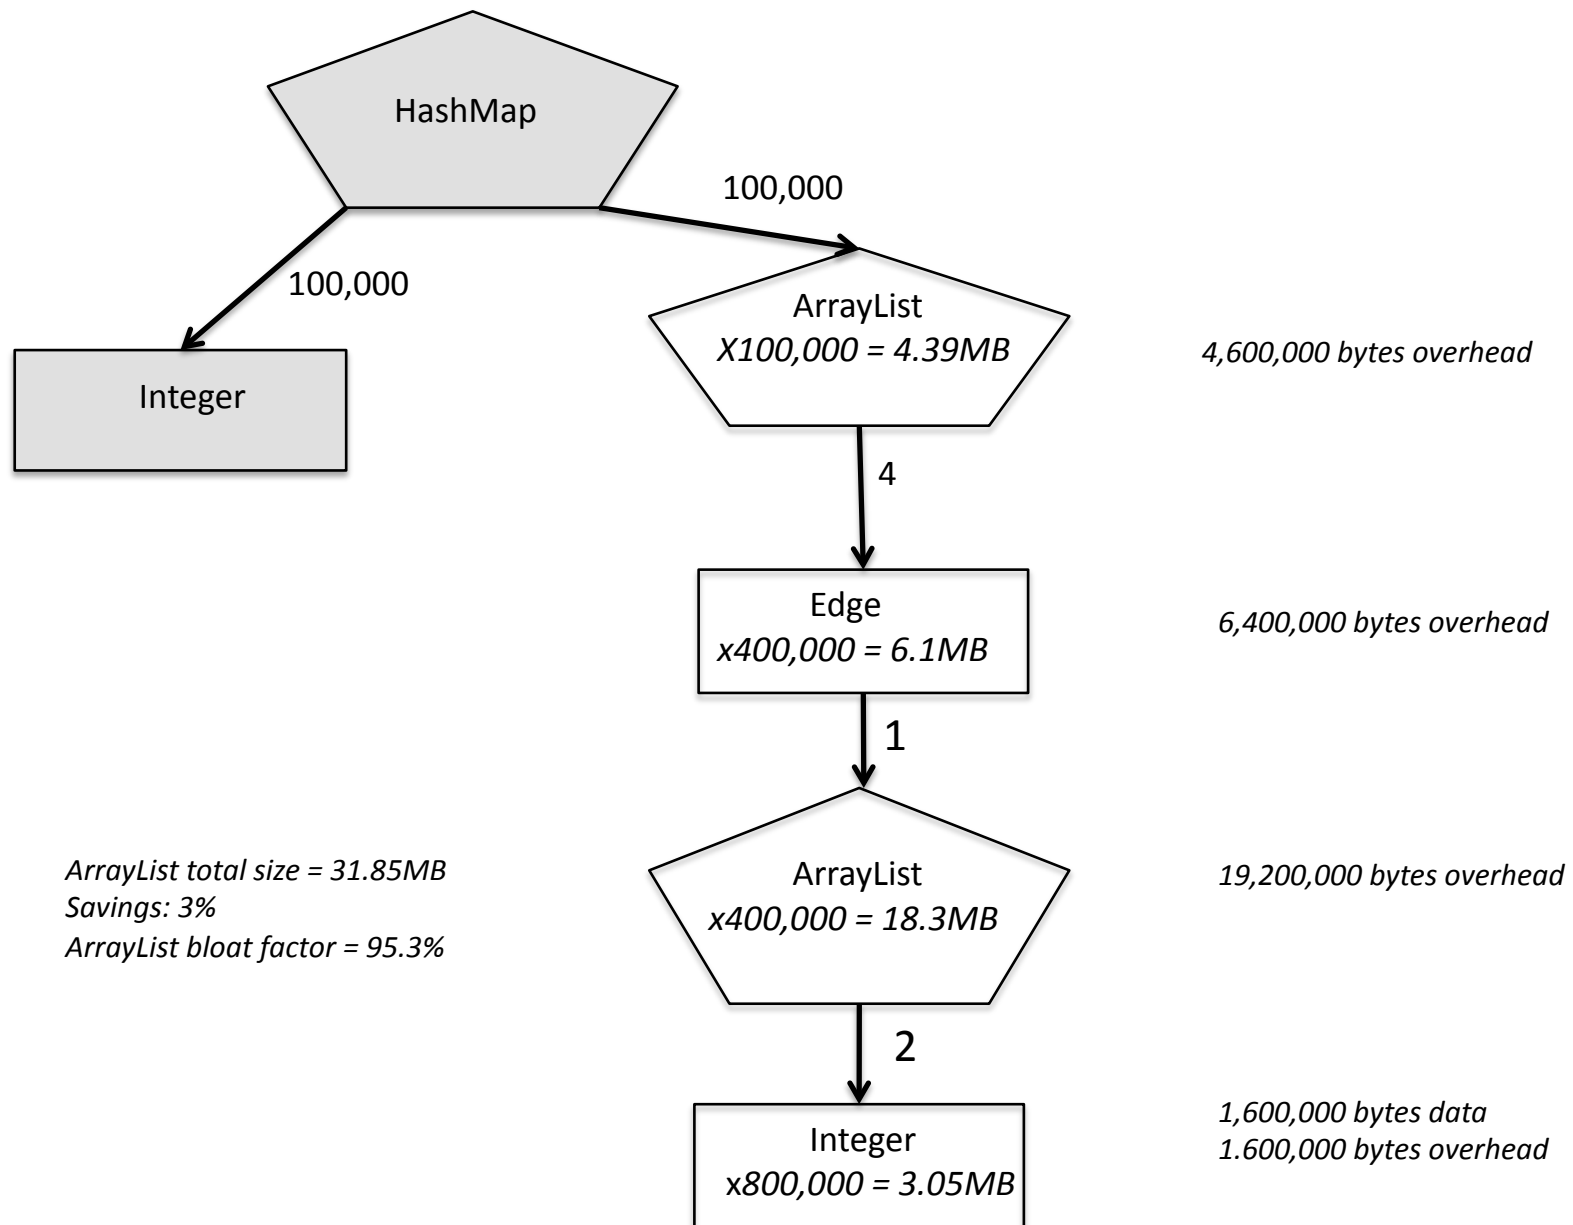 HashMap
100,000
100,000
ArrayList
X100,000 = 4.39MB
4,600,000 bytes overhead
Integer
4
Edge
x400,000 = 6.1MB
6,400,000 bytes overhead
1
ArrayList total size = 31.85MB
Savings: 3%
ArrayList bloat factor = 95.3%
ArrayList
x400,000 = 18.3MB
19,200,000 bytes overhead
2
Integer
x800,000 = 3.05MB
1,600,000 bytes data
1.600,000 bytes overhead